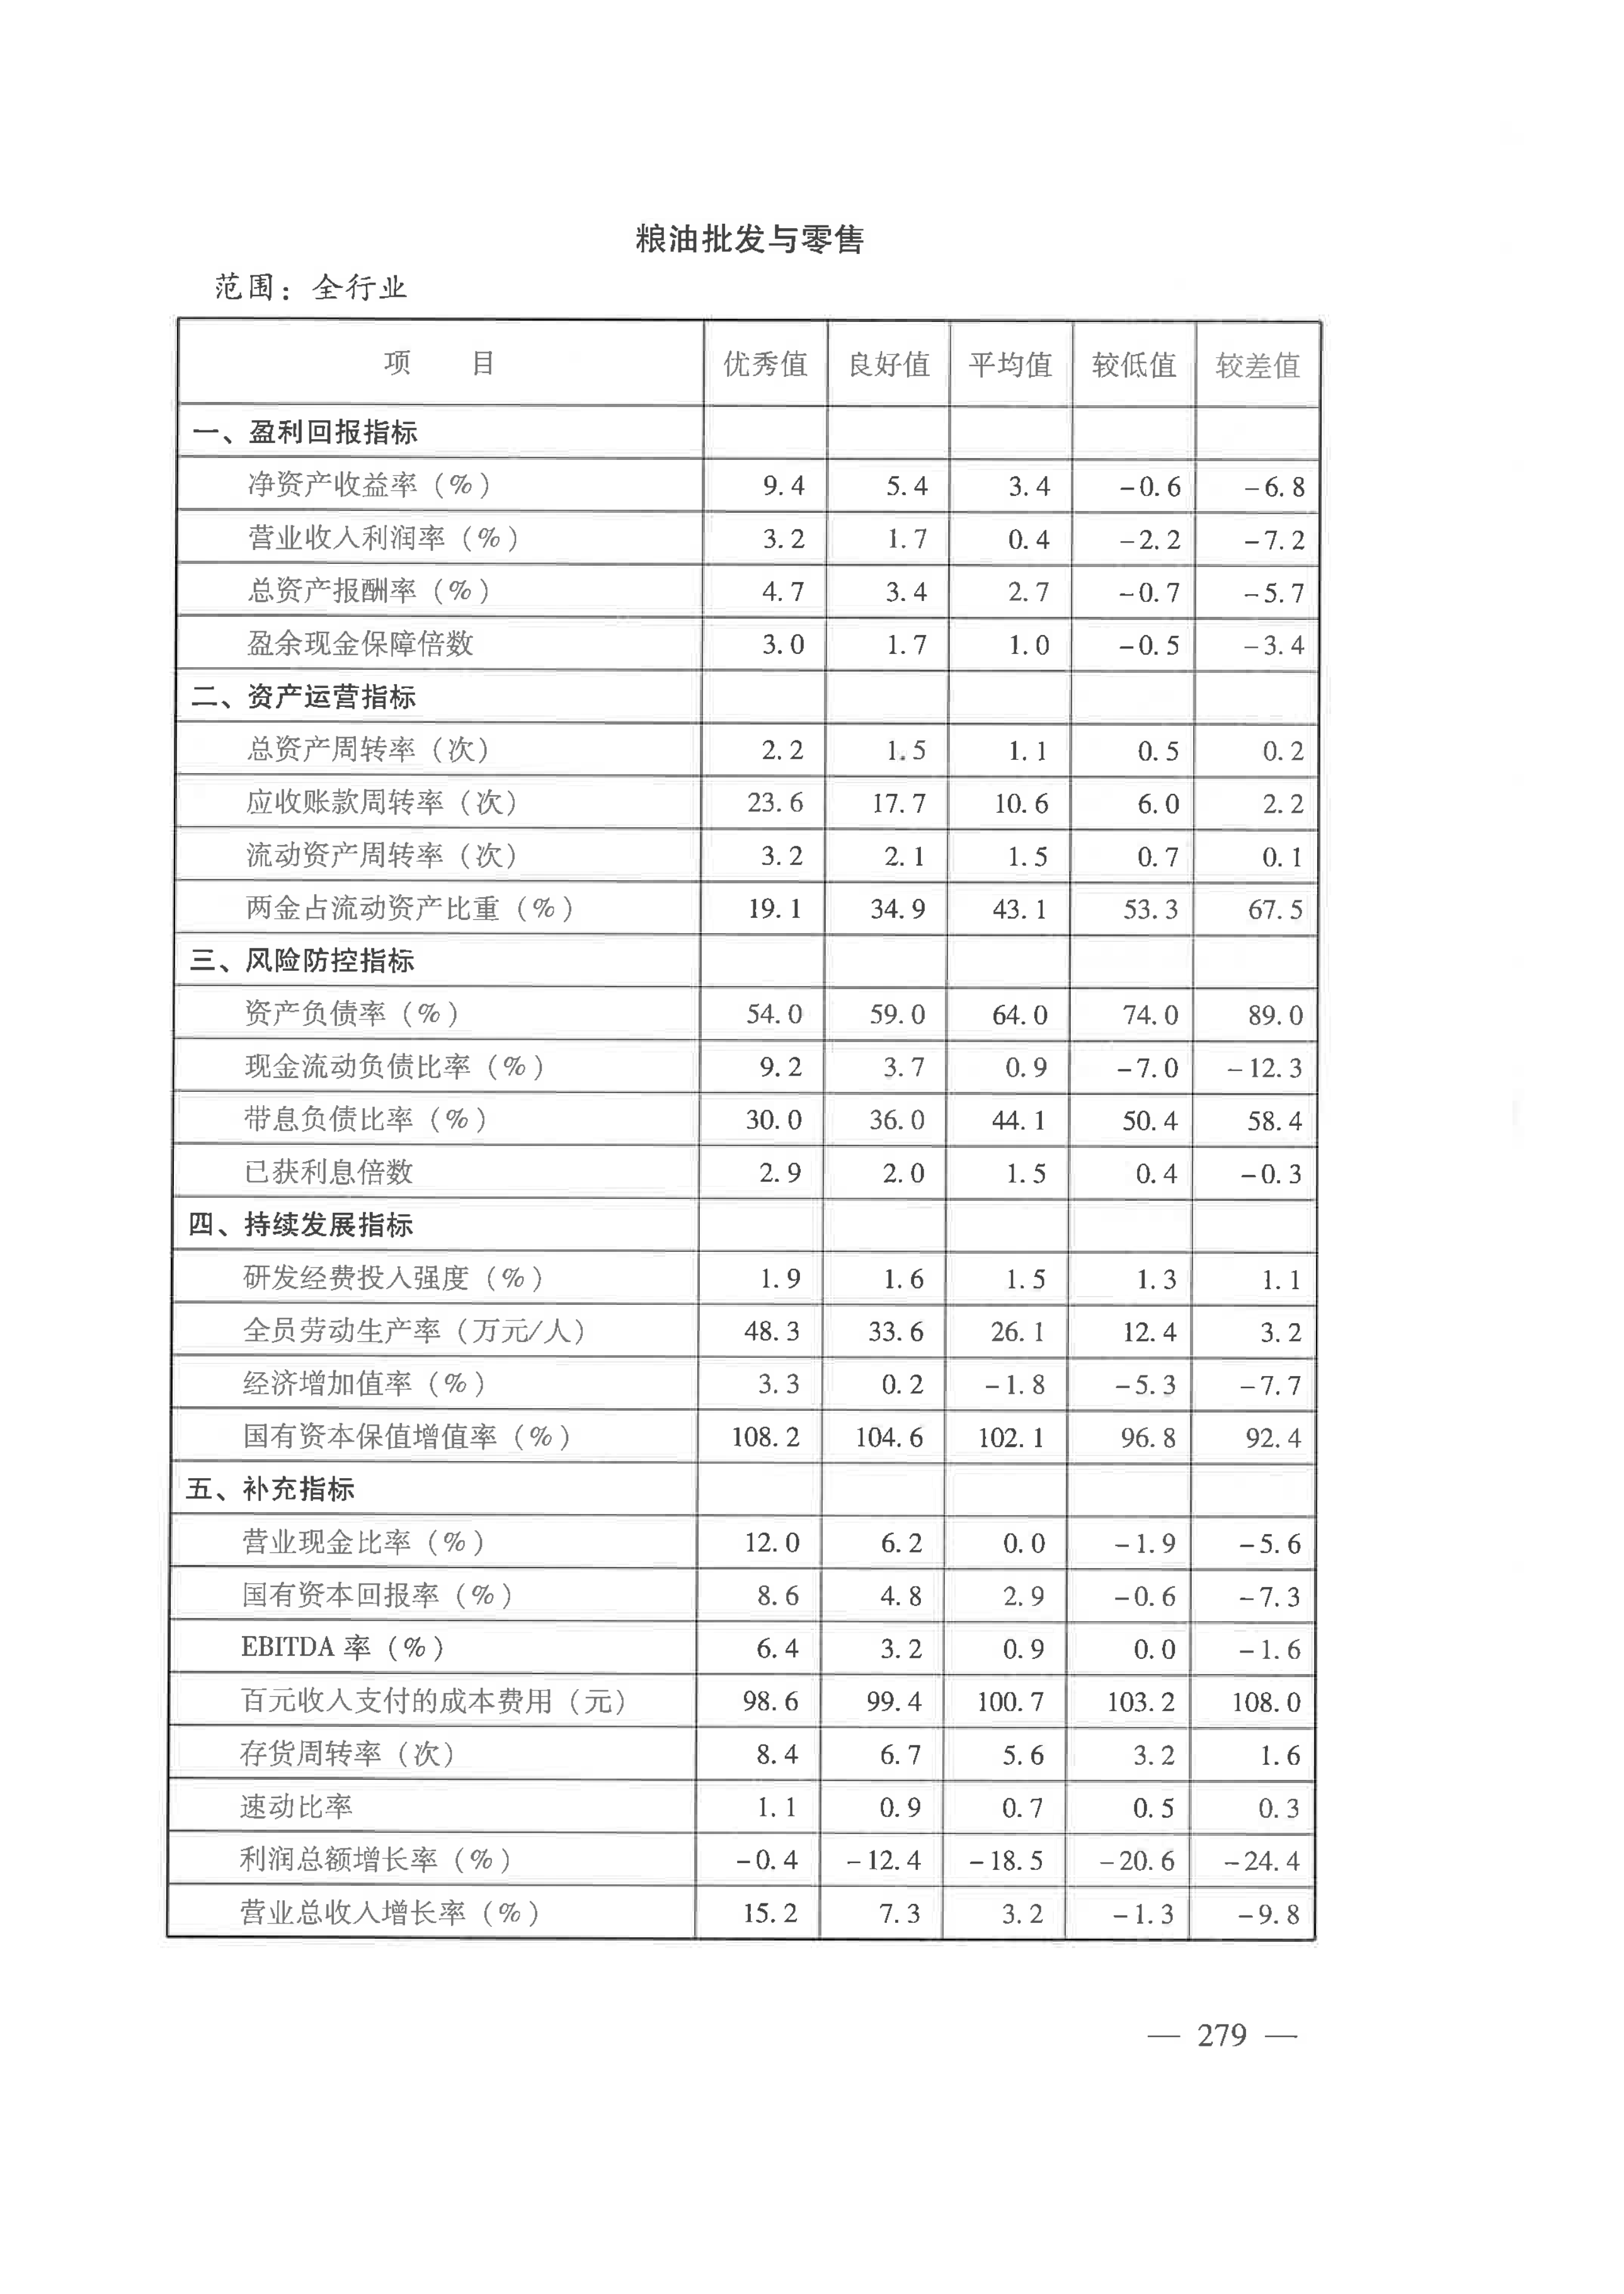 粮油批发与零售
范围：全行业
项 目 优秀值 良好值 平均值 较低值 较差值
一、盈利回报指标
净资产收益率（%） 9.4 5.4 3.4 -0.6 -6.8
营业收入利润率（%） 3.2 1.7 0.4 -2.2 -7.2
总资产报酬率（%） 4.7 3.4 2.7 -0.7 -5.7
盈余现金保障倍数 3.0 1.7 1.0 -0.5 -3.4
二、资产运营指标
总资产周转率（次） 2.2 1.5 1.1 0.5 0.2
应收账款周转率（次） 23.6 17.7 10.6 6.0 2.2
流动资产周转率（次） 3.2 2.1 1.5 0.7 0.1
两金占流动资产比重（%） 19.1 34.9 43.1 53.3 67.5
三、风险防控指标
资产负债率（%） 54.0 59.0 64.0 74.0 89.0
现金流动负债比率（%） 9.2 3.7 0.9 -7.0 -12.3
带息负债比率（%） 30.0 36.0 44.1 50.4 58.4
已获利息倍数 2.9 2.0 1.5 0.4 -0.3
四、持续发展指标
研发经费投入强度（%） 1.9 1.6 1.5 1.3 1.1
全员劳动生产率（万元/人） 48.3 33.6 26.1 12.4 3.2
经济增加值率（%） 3.3 0.2 -1.8 -5.3 -7.7
国有资本保值增值率（%） 108.2 104.6 102.1 96.8 92.4
五、补充指标
营业现金比率（%） 12.0 6.2 0.0 -1.9 -5.6
国有资本回报率（%） 8.6 4.8 2.9 -0.6 -7.3
EBITDA 率（%） 6.4 3.2 0.9 0.0 -1.6
百元收入支付的成本费用（元） 98.6 99.4 100.7 103.2 108.0
存货周转率（次） 8.4 6.7 5.6 3.2 1.6
速动比率 1.1 0.9 0.7 0.5 0.3
利润总额增长率（%） -0.4 -12.4 -18.5 -20.6 -24.4
营业总收入增长率（%） 15.2 7.3 3.2 -1.3 -9.8
— 279 —